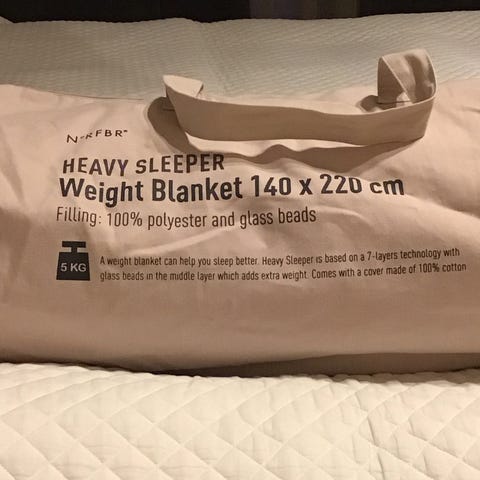 N•RFBR®
HEAVY SLEEPER
Weight Blanket 140 x 220 cm
Filling: 100% polyester and glass beads
5 KG
A weight blanket can help you sleep better. Heavy Sleeper is based on a 7-layers technology with
glass beads in the middle layer which adds extra weight. Comes with a cover made of 100% cotton